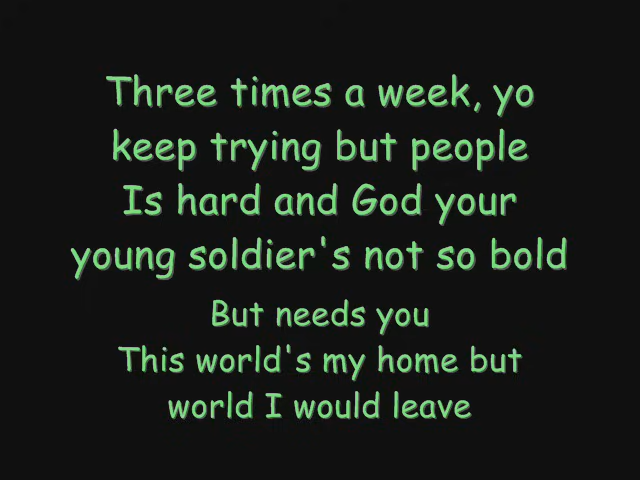 Three times a week, yo
keep trying but people
Is hard and God your
young soldier's not so bold
But needs you
This world's my home but
world I would leave